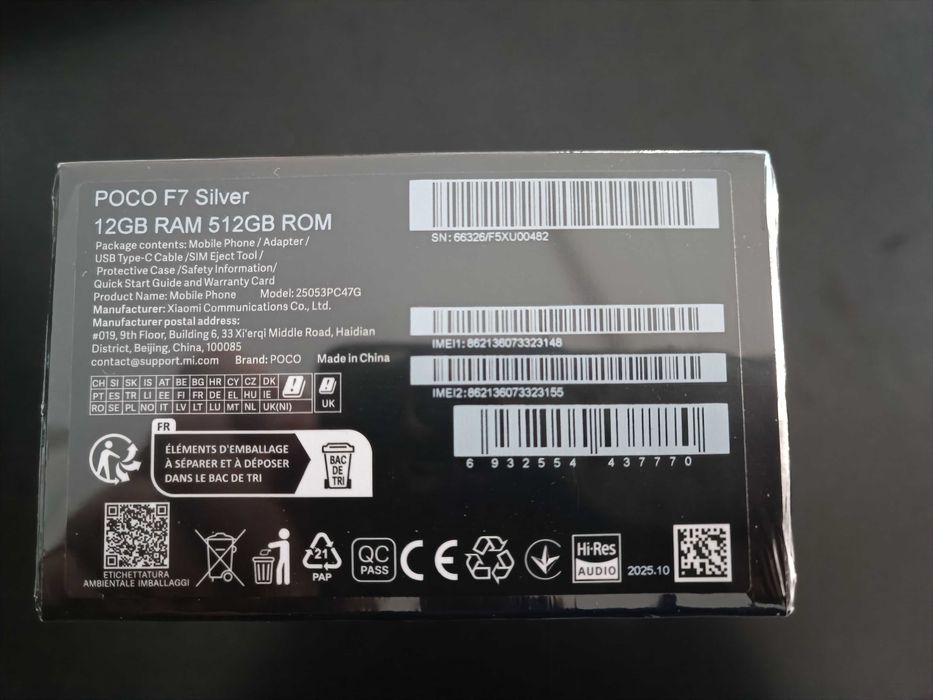 POCO F7 Silver
12GB RAM 512GB ROM
Package contents: Mobile Phone / Adapter /
USB Type-C Cable /SIM Eject Tool /
Protective Case /Safety Information/
Quick Start Guide and Warranty Card
Product Name: Mobile Phone Model: 25053PC47G
Manufacturer: Xiaomi Communications Co., Ltd.
Manufacturer postal address:
#019, 9th Floor, Building 6, 33 Xi'erqi Middle Road, Haidian
District, Beijing, China, 100085
contact@support.mi.com Brand: POCO Made in China
CH SI SK IS AT BE BG HR CY CZ DK
PT ES TR LI EE FI FR DE EL HU IE
RO SE PL NO IT LV LT LU MT NL UK(NI)
UK
SN: 66326/F5XU00482
IMEI1: 862136073323148
IMEI2: 862136073323155
6 932554 437770
FR
ÉLÉMENTS D'EMBALLAGE
À SÉPARER ET À DÉPOSER
DANS LE BAC DE TRI
BAC
DE
TRI
ETICHETTATURA
AMBIENTALE IMBALLAGGI
21
PAP
QC
PASS
CE
Hi-Res
AUDIO
2025.10